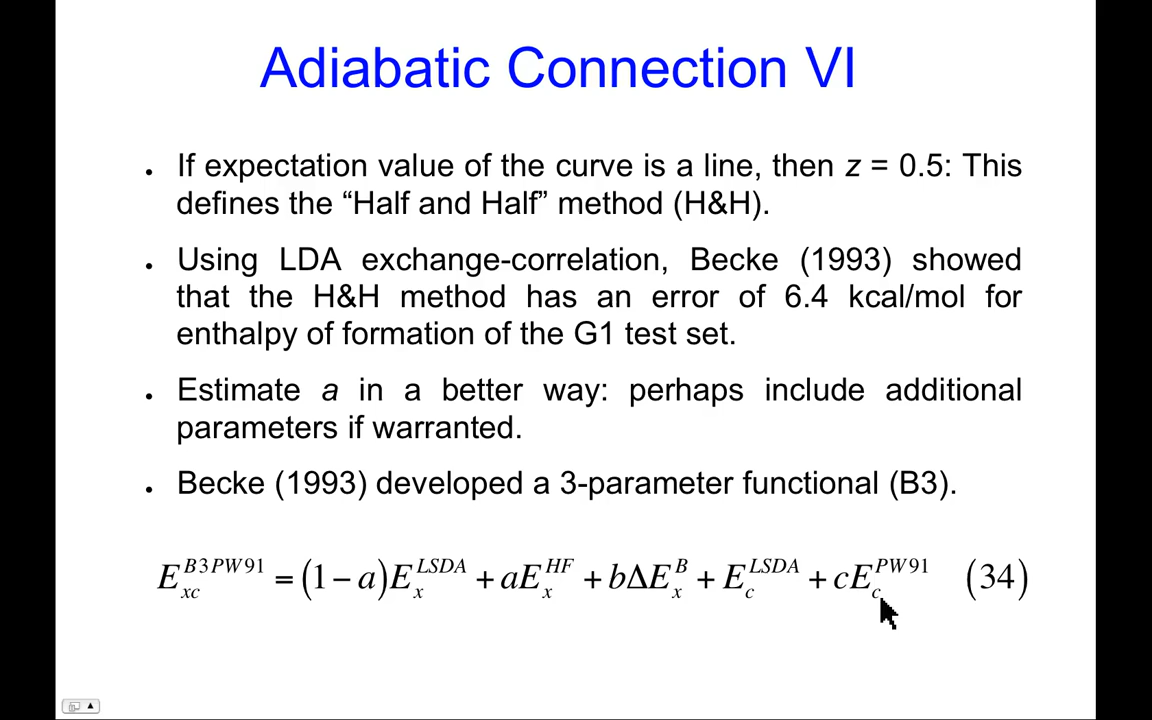 Adiabatic Connection VI
• If expectation value of the curve is a line, then z = 0.5: This
defines the “Half and Half” method (H&H).
• Using LDA exchange-correlation, Becke (1993) showed
that the H&H method has an error of 6.4 kcal/mol for
enthalpy of formation of the G1 test set.
• Estimate a in a better way: perhaps include additional
parameters if warranted.
• Becke (1993) developed a 3-parameter functional (B3).
E_{xc}^{B3PW91} = (1 − a)E_x^{LSDA} + aE_x^{HF} + bΔE_x^B + E_c^{LSDA} + cE_c^{PW91} (34)